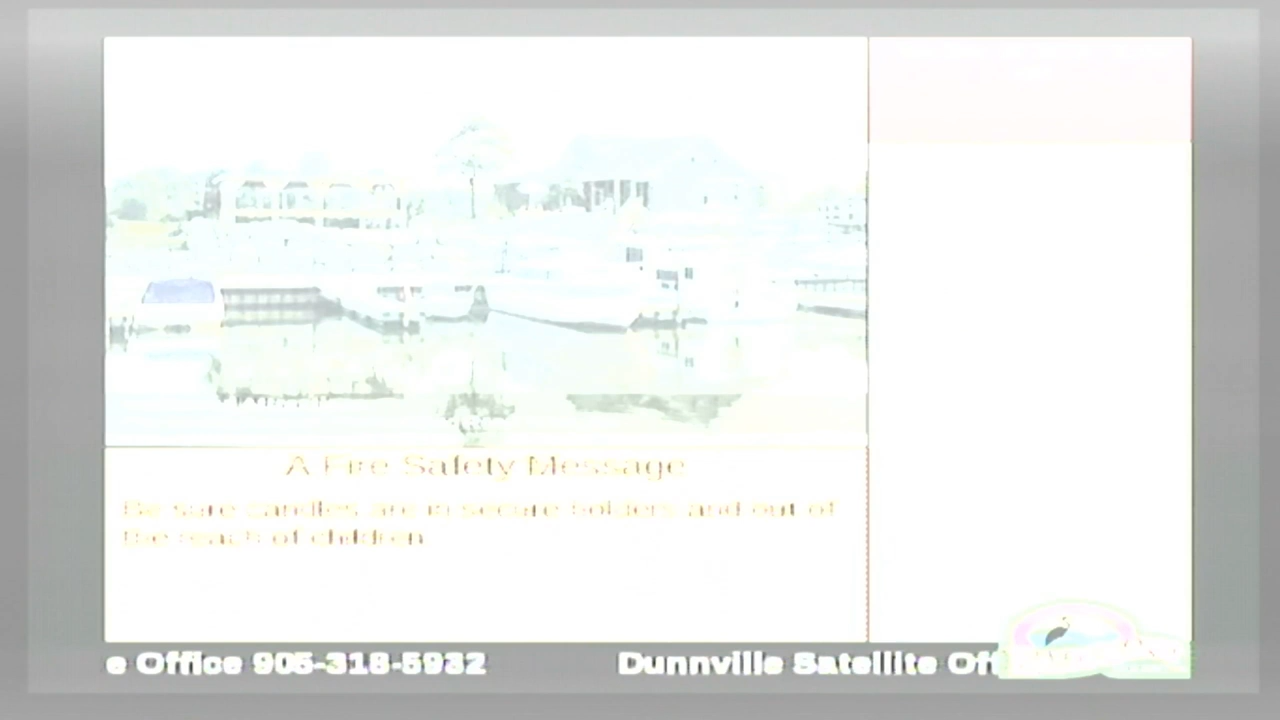 A Fire Safety Message
Be sure candles are in secure holders and out of
the reach of children
e Office 905-318-5932 Dunnville Satellite Off